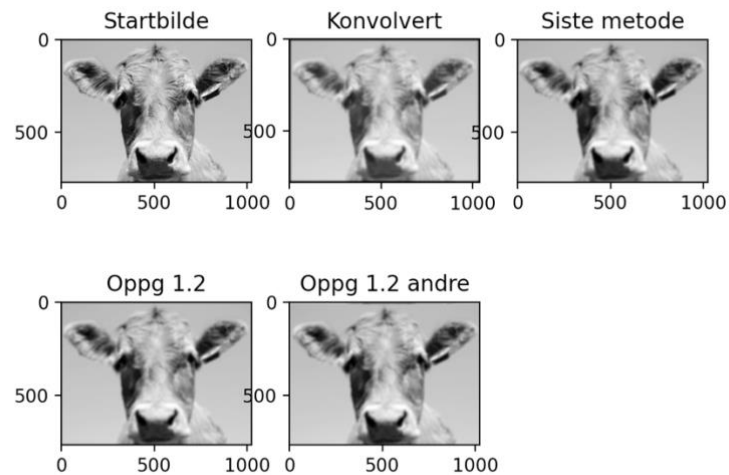 Startbilde Konvolvert Siste metode
0 0 0
500 500 500
0 500 1000 0 500 1000 0 500 1000
Oppg 1.2 Oppg 1.2 andre
0 0
500 500
0 500 1000 0 500 1000